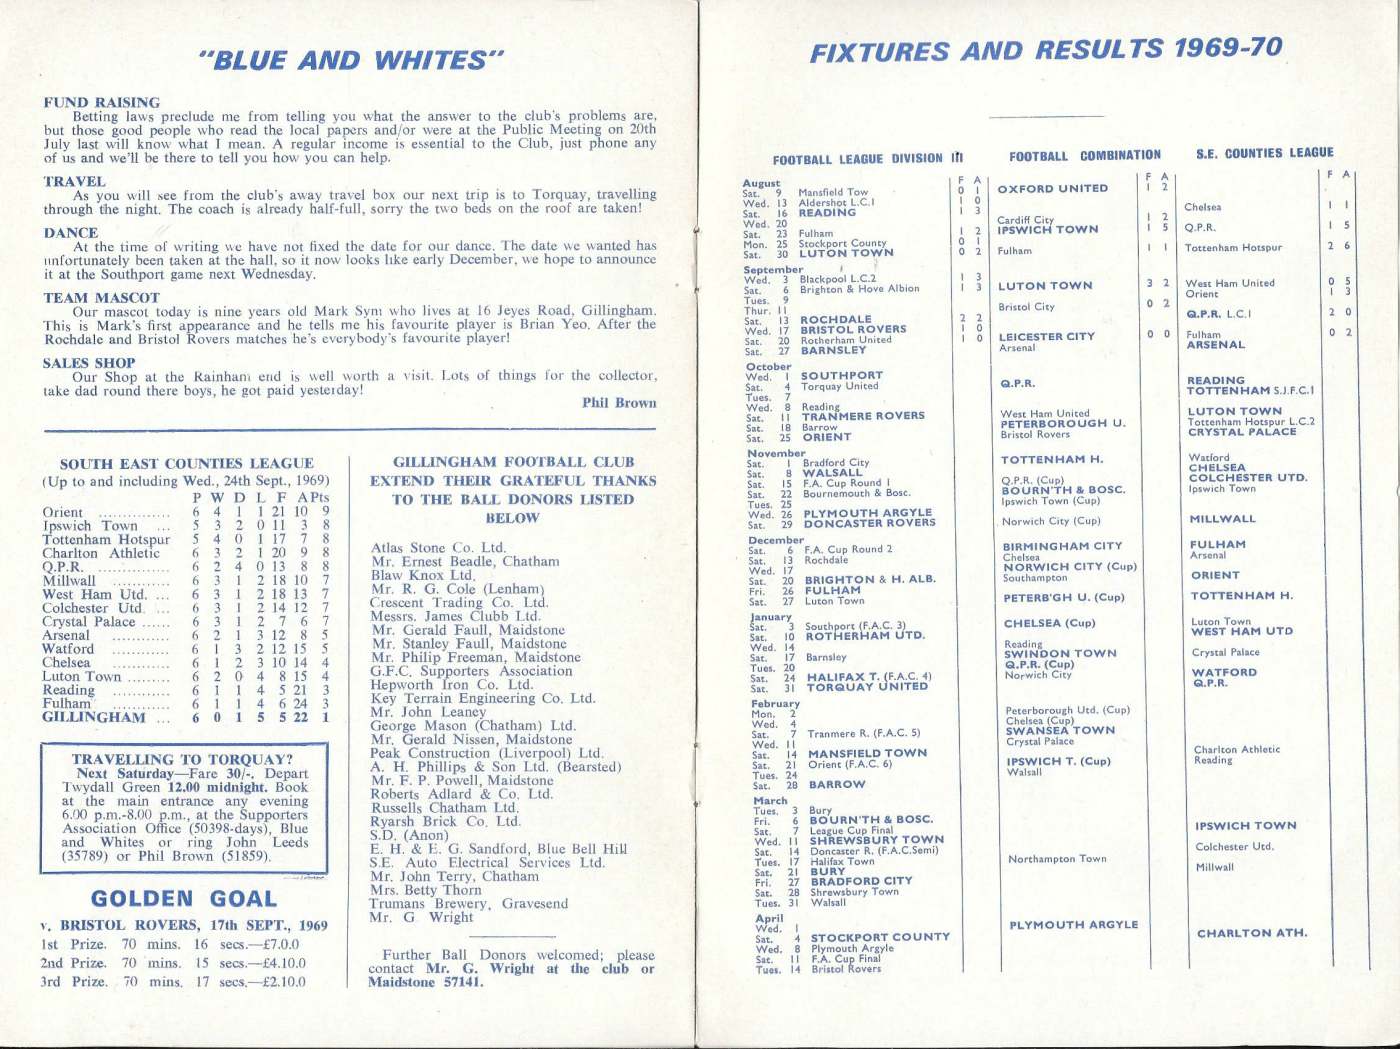 "BLUE AND WHITES"
FUND RAISING
Betting laws preclude me from telling you what the answer to the club's problems are,
but those good people who read the local papers and/or were at the Public Meeting on 20th
July last will know what I mean. A regular income is essential to the Club, just phone any
of us and we'll be there to tell you how you can help.
TRAVEL
As you will see from the club's away travel box our next trip is to Torquay, travelling
through the night. The coach is already half-full, sorry the two beds on the roof are taken!
DANCE
At the time of writing we have not fixed the date for our dance. The date we wanted has
unfortunately been taken at the hall, so it now looks like early December, we hope to announce
it at the Southport game next Wednesday.
TEAM MASCOT
Our mascot today is nine years old Mark Sym who lives at 16 Jeyes Road, Gillingham.
This is Mark's first appearance and he tells me his favourite player is Brian Yeo. After the
Rochdale and Bristol Rovers matches he's everybody's favourite player!
SALES SHOP
Our Shop at the Rainham end is well worth a visit. Lots of things for the collector,
take dad round there boys, he got paid yesterday!
Phil Brown
SOUTH EAST COUNTIES LEAGUE
(Up to and including Wed., 24th Sept., 1969)
P W D L F A Pts
Orient ............... 6 4 1 1 21 10 9
Ipswich Town ... 5 3 2 0 11 3 8
Tottenham Hotspur 5 4 0 1 17 7 8
Charlton Athletic 6 3 2 1 20 9 8
Q.P.R. ............... 6 2 4 0 13 8 8
Millwall ............ 6 3 1 2 18 10 7
West Ham Utd. ... 6 3 1 2 18 13 7
Colchester Utd. ... 6 3 1 2 14 12 7
Crystal Palace ...... 6 3 1 2 7 6 7
Arsenal ............ 6 2 1 3 12 8 5
Watford ............ 6 1 3 2 12 15 5
Chelsea ............ 6 1 2 3 10 14 4
Luton Town ......... 6 2 0 4 8 15 4
Reading ............ 6 1 1 4 5 21 3
Fulham ............... 6 1 1 4 6 24 3
GILLINGHAM ... 6 0 1 5 5 22 1
TRAVELLING TO TORQUAY?
Next Saturday—Fare 30/-. Depart
Twydall Green 12.00 midnight. Book
at the main entrance any evening
6.00 p.m.-8.00 p.m., at the Supporters
Association Office (50398-days), Blue
and Whites or ring John Leeds
(35789) or Phil Brown (51859).
GOLDEN GOAL
v. BRISTOL ROVERS, 17th SEPT., 1969
1st Prize. 70 mins. 16 secs.—£7.0.0
2nd Prize. 70 mins. 15 secs.—£4.10.0
3rd Prize. 70 mins. 17 secs.—£2.10.0
GILLINGHAM FOOTBALL CLUB
EXTEND THEIR GRATEFUL THANKS
TO THE BALL DONORS LISTED
BELOW
Atlas Stone Co. Ltd.
Mr. Ernest Beadle, Chatham
Blaw Knox Ltd.
Mr. R. G. Cole (Lenham)
Crescent Trading Co. Ltd.
Messrs. James Clubb Ltd.
Mr. Gerald Faull, Maidstone
Mr. Stanley Faull, Maidstone
Mr. Philip Freeman, Maidstone
G.F.C. Supporters Association
Hepworth Iron Co. Ltd.
Key Terrain Engineering Co. Ltd.
Mr. John Leaney
George Mason (Chatham) Ltd.
Mr. Gerald Nissen, Maidstone
Peak Construction (Liverpool) Ltd.
A. H. Phillips & Son Ltd. (Bearsted)
Mr. F. P. Powell, Maidstone
Roberts Adlard & Co. Ltd.
Russells Chatham Ltd.
Ryarsh Brick Co. Ltd.
S.D. (Anon)
E. H. & E. G. Sandford, Blue Bell Hill
S.E. Auto Electrical Services Ltd.
Mr. John Terry, Chatham
Mrs. Betty Thorn
Trumans Brewery, Gravesend
Mr. G. Wright
Further Ball Donors welcomed; please
contact Mr. G. Wright at the club or
Maidstone 57141.
FIXTURES AND RESULTS 1969-70
FOOTBALL LEAGUE DIVISION III
F A
August
Sat. 9 Mansfield Tow 0 1
Wed. 13 Aldershot L.C.1 1 0
Sat. 16 READING 1 3
Wed. 20
Sat. 23 Fulham 1 2
Mon. 25 Stockport County 0 1
Sat. 30 LUTON TOWN 0 2
September
Wed. 3 Blackpool L.C.2 1 3
Sat. 6 Brighton & Hove Albion 1 3
Tues. 9
Thur. 11
Sat. 13 ROCHDALE 2 2
Wed. 17 BRISTOL ROVERS 1 0
Sat. 20 Rotherham United 1 0
Sat. 27 BARNSLEY
October
Wed. 1 SOUTHPORT
Sat. 4 Torquay United
Tues. 7
Wed. 8 Reading
Sat. 11 TRANMERE ROVERS
Sat. 18 Barrow
Sat. 25 ORIENT
November
Sat. 1 Bradford City
Sat. 8 WALSALL
Sat. 15 F.A. Cup Round 1
Sat. 22 Bournemouth & Bosc.
Tues. 25
Wed. 26 PLYMOUTH ARGYLE
Sat. 29 DONCASTER ROVERS
December
Sat. 6 F.A. Cup Round 2
Sat. 13 Rochdale
Wed. 17
Sat. 20 BRIGHTON & H. ALB.
Fri. 26 FULHAM
Sat. 27 Luton Town
January
Sat. 3 Southport (F.A.C. 3)
Sat. 10 ROTHERHAM UTD.
Wed. 14
Sat. 17 Barnsley
Tues. 20
Sat. 24 HALIFAX T. (F.A.C. 4)
Sat. 31 TORQUAY UNITED
February
Mon. 2
Wed. 4
Sat. 7 Tranmere R. (F.A.C. 5)
Wed. 11
Sat. 14 MANSFIELD TOWN
Sat. 21 Orient (F.A.C. 6)
Tues. 24
Sat. 28 BARROW
March
Tues. 3 Bury
Fri. 6 BOURN'TH & BOSC.
Sat. 7 League Cup Final
Wed. 11 SHREWSBURY TOWN
Sat. 14 Doncaster R. (F.A.C.Semi)
Tues. 17 Halifax Town
Sat. 21 BURY
Fri. 27 BRADFORD CITY
Sat. 28 Shrewsbury Town
Tues. 31 Walsall
April
Wed. 1
Sat. 4 STOCKPORT COUNTY
Wed. 8 Plymouth Argyle
Sat. 11 F.A. Cup Final
Tues. 14 Bristol Rovers
FOOTBALL COMBINATION
F A
OXFORD UNITED 1 2
Cardiff City 1 2
IPSWICH TOWN 1 5
Fulham 1 1
LUTON TOWN 3 2
Bristol City 0 2
LEICESTER CITY 0 0
Arsenal
Q.P.R.
West Ham United
PETERBOROUGH U.
Bristol Rovers
TOTTENHAM H.
Q.P.R. (Cup)
BOURN'TH & BOSC.
Ipswich Town (Cup)
Norwich City (Cup)
BIRMINGHAM CITY
Chelsea
NORWICH CITY (Cup)
Southampton
PETERB'GH U. (Cup)
CHELSEA (Cup)
Reading
SWINDON TOWN
Q.P.R. (Cup)
Norwich City
Peterborough Utd. (Cup)
Chelsea (Cup)
SWANSEA TOWN
Crystal Palace
IPSWICH T. (Cup)
Walsall
Northampton Town
PLYMOUTH ARGYLE
S.E. COUNTIES LEAGUE
F A
Chelsea 1 1
Q.P.R. 1 5
Tottenham Hotspur 2 6
West Ham United 0 5
Orient 1 3
Q.P.R. L.C.1 2 0
Fulham 0 2
ARSENAL
READING
TOTTENHAM S.J.F.C.1
LUTON TOWN
Tottenham Hotspur L.C.2
CRYSTAL PALACE
Watford
CHELSEA
COLCHESTER UTD.
Ipswich Town
MILLWALL
FULHAM
Arsenal
ORIENT
TOTTENHAM H.
Luton Town
WEST HAM UTD
Crystal Palace
WATFORD
Q.P.R.
Charlton Athletic
Reading
IPSWICH TOWN
Colchester Utd.
Millwall
CHARLTON ATH.